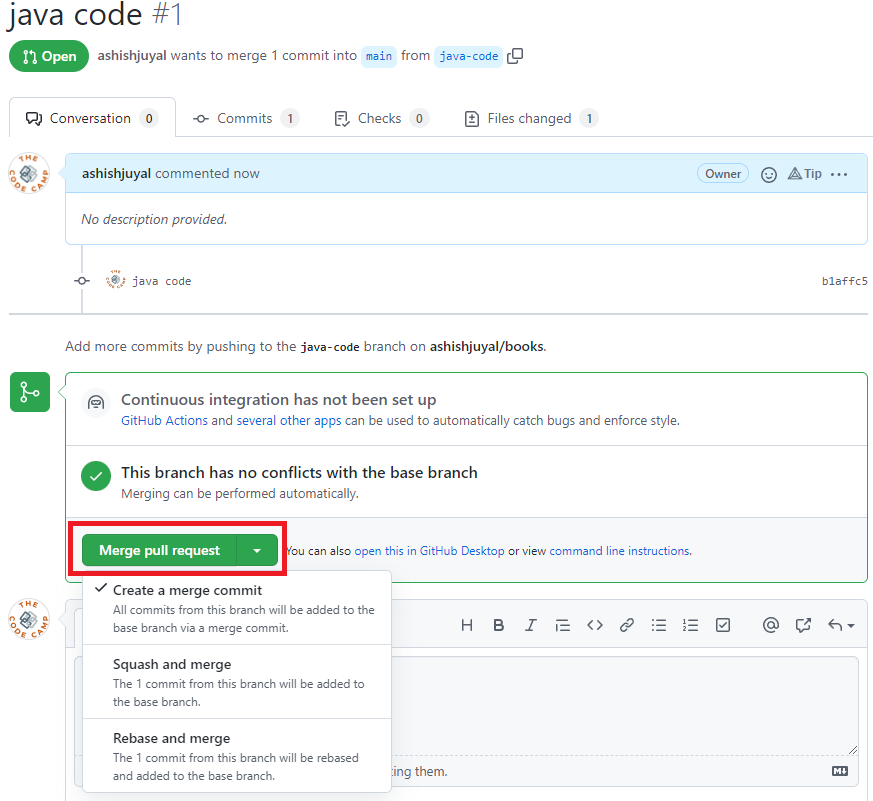 java code #1
Open ashishjuyal wants to merge 1 commit into main from java-code
Conversation 0 Commits 1 Checks 0 Files changed 1
THE CODE CAMP
ashishjuyal commented now Owner Tip ...
No description provided.
java code b1affc5
Add more commits by pushing to the java-code branch on ashishjuyal/books.
Continuous integration has not been set up
GitHub Actions and several other apps can be used to automatically catch bugs and enforce style.
This branch has no conflicts with the base branch
Merging can be performed automatically.
Merge pull request You can also open this in GitHub Desktop or view command line instructions.
Create a merge commit
All commits from this branch will be added to the
base branch via a merge commit.
THE CODE CAMP
H B I
Squash and merge
The 1 commit from this branch will be added to
the base branch.
Rebase and merge
The 1 commit from this branch will be rebased
and added to the base branch.
them.